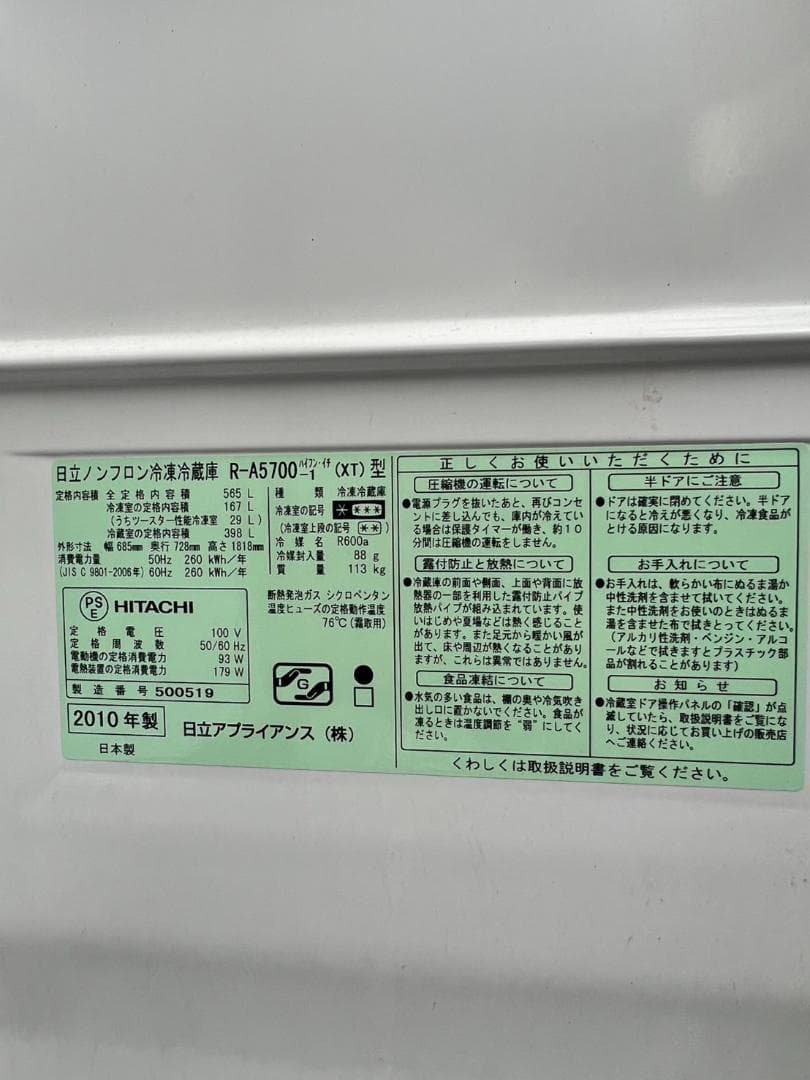 日立ノンフロン冷凍冷蔵庫 R-A5700-1 ハイフン・イチ (XT) 型
定格内容積 全定格内容積 565 L
冷凍室の定格内容積 167 L
(うちツースター性能冷凍室 29 L)
冷蔵室の定格内容積 398 L
外形寸法 幅 685mm 奥行 728mm 高さ 1818mm
消費電力量 50Hz 260 kWh/年
(JIS C 9801-2006年) 60Hz 260 kWh/年
種類 冷凍冷蔵庫
冷凍室の記号 * ***
(冷凍室上段の記号 **)
冷媒名 R600a
冷媒封入量 88 g
質量 113 kg
断熱発泡ガス シクロペンタン
温度ヒューズの定格動作温度
76℃(霜取用)
PS
E
HITACHI
定格電圧 100 V
定格周波数 50/60 Hz
電動機の定格消費電力 93 W
電熱装置の定格消費電力 179 W
製造番号 500519
2010 年製
日本製
G
日立アプライアンス (株)
正しくお使いいただくために
圧縮機の運転について
●電源プラグを抜いたあと、再びコンセ
ントに差し込んでも、庫内が冷えてい
る場合は保護タイマーが働き、約10
分間は圧縮機の運転をしません。
露付防止と放熱について
●冷蔵庫の前面や側面、上面や背面に放
熱器の一部を利用した露付防止パイプ
放熱パイプが組み込まれています。使
いはじめや夏場などは熱く感じること
があります。また足元から暖かい風が
出て、床や周辺が熱くなることがあり
ますが、これらは異常ではありません。
食品凍結について
●水気の多い食品は、棚の奥や冷気吹き
出し口に置かないでください。食品が
凍るときは温度調節を“弱”にしてく
ださい。
半ドアにご注意
●ドアは確実に閉めてください。半ドア
になると冷えが悪くなり、冷凍食品が
とける原因になります。
お手入れについて
●お手入れは、軟らかい布にぬるま湯か
中性洗剤を含ませて拭いてください。
また中性洗剤をお使いのときはぬるま
湯を含ませた布で拭きとってください。
(アルカリ性洗剤・ベンジン・アルコ
ールなどで拭きますとプラスチック部
品が割れることがあります)
お知らせ
●冷蔵室ドア操作パネルの「確認」が点
滅していたら、取扱説明書をご覧にな
り、状況に応じてお買い上げの販売店
へご連絡ください。
くわしくは取扱説明書をご覧ください。